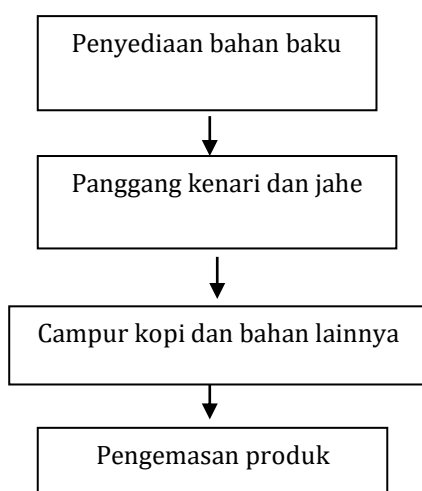 Penyediaan bahan baku
Panggang kenari dan jahe
Campur kopi dan bahan lainnya
Pengemasan produk